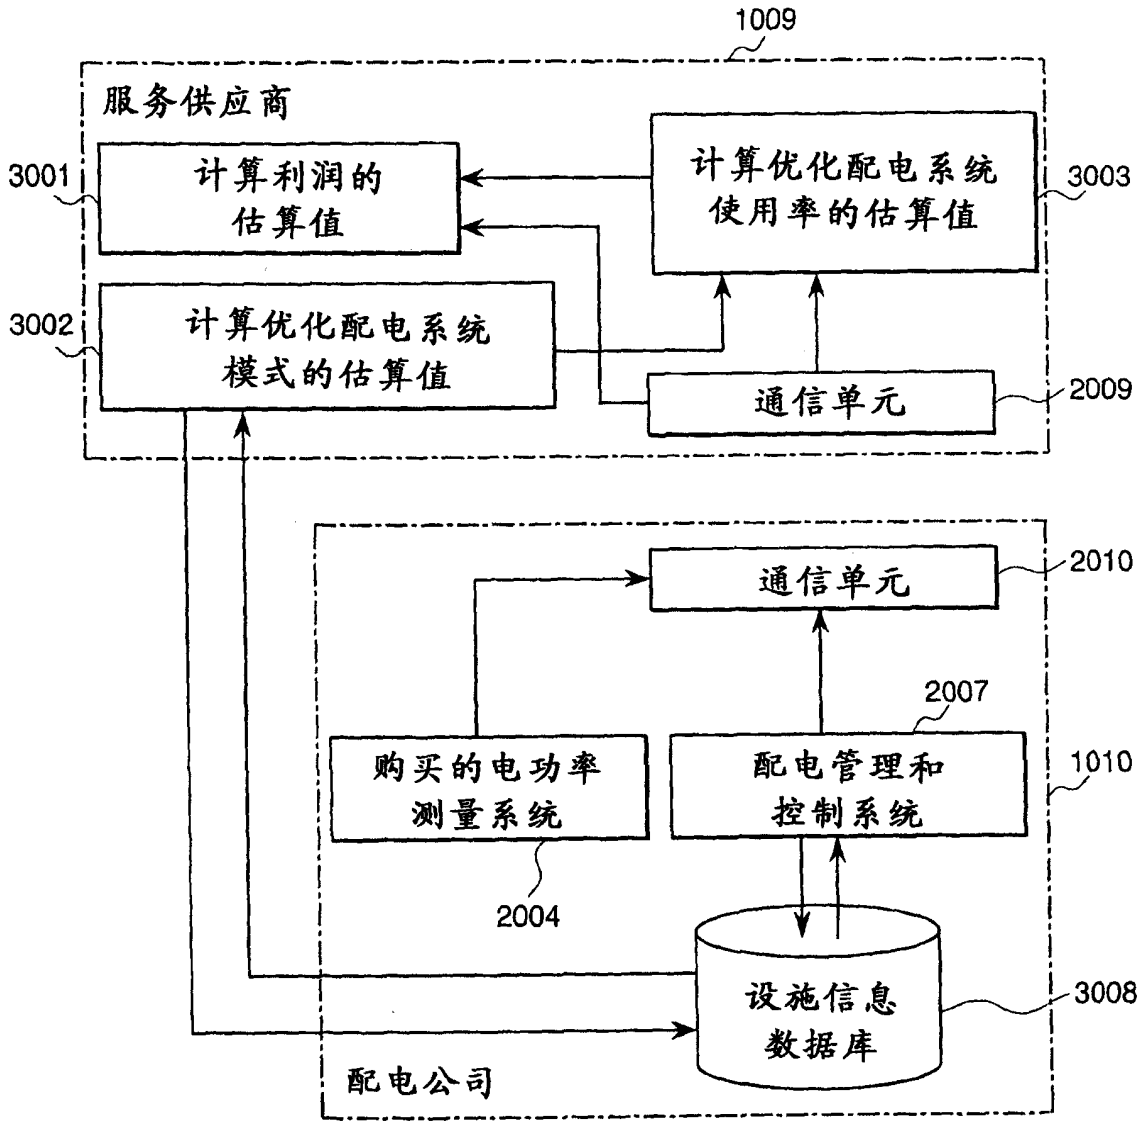 1009
服务供应商
3001
计算利润的
估算值
计算优化配电系统
使用率的估算值
3003
3002
计算优化配电系统
模式的估算值
通信单元
2009
通信单元
2010
2007
购买的电功率
测量系统
配电管理和
控制系统
1010
2004
设施信息
数据库
3008
配电公司